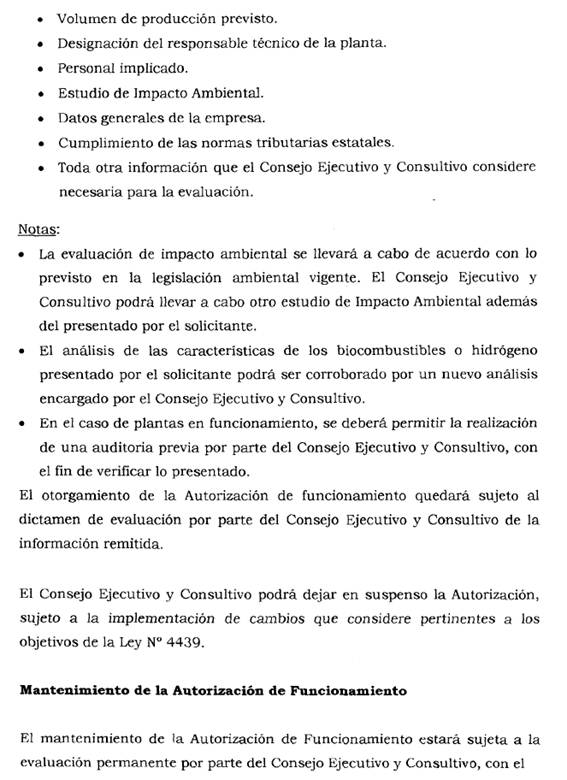 • Volumen de producción previsto.
• Designación del responsable técnico de la planta.
• Personal implicado.
• Estudio de Impacto Ambiental.
• Datos generales de la empresa.
• Cumplimiento de las normas tributarias estatales.
• Toda otra información que el Consejo Ejecutivo y Consultivo considere
necesaria para la evaluación.
Notas:
• La evaluación de impacto ambiental se llevará a cabo de acuerdo con lo
previsto en la legislación ambiental vigente. El Consejo Ejecutivo y
Consultivo podrá llevar a cabo otro estudio de Impacto Ambiental además
del presentado por el solicitante.
• El análisis de las características de los biocombustibles o hidrógeno
presentado por el solicitante podrá ser corroborado por un nuevo análisis
encargado por el Consejo Ejecutivo y Consultivo.
• En el caso de plantas en funcionamiento, se deberá permitir la realización
de una auditoria previa por parte del Consejo Ejecutivo y Consultivo, con
el fin de verificar lo presentado.
El otorgamiento de la Autorización de funcionamiento quedará sujeto al
dictamen de evaluación por parte del Consejo Ejecutivo y Consultivo de la
información remitida.
El Consejo Ejecutivo y Consultivo podrá dejar en suspenso la Autorización,
sujeto a la implementación de cambios que considere pertinentes a los
objetivos de la Ley Nº 4439.
Mantenimiento de la Autorización de Funcionamiento
El mantenimiento de la Autorización de Funcionamiento estará sujeta a la
evaluación permanente por parte del Consejo Ejecutivo y Consultivo, con el